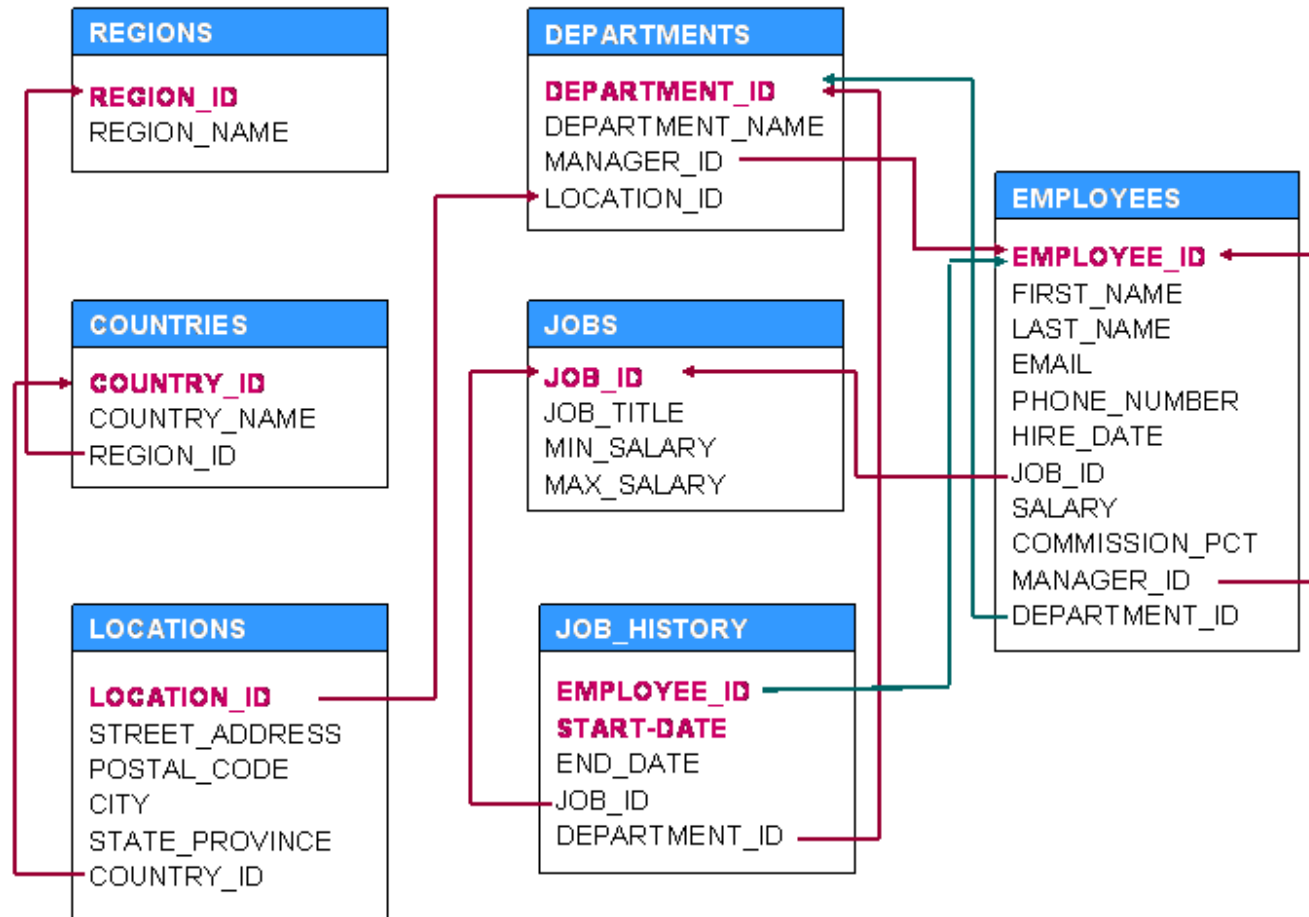 REGIONS
REGION_ID
REGION_NAME
COUNTRIES
COUNTRY_ID
COUNTRY_NAME
REGION_ID
LOCATIONS
LOCATION_ID
STREET_ADDRESS
POSTAL_CODE
CITY
STATE_PROVINCE
COUNTRY_ID
DEPARTMENTS
DEPARTMENT_ID
DEPARTMENT_NAME
MANAGER_ID
LOCATION_ID
JOBS
JOB_ID
JOB_TITLE
MIN_SALARY
MAX_SALARY
JOB_HISTORY
EMPLOYEE_ID
START-DATE
END_DATE
JOB_ID
DEPARTMENT_ID
EMPLOYEES
EMPLOYEE_ID
FIRST_NAME
LAST_NAME
EMAIL
PHONE_NUMBER
HIRE_DATE
JOB_ID
SALARY
COMMISSION_PCT
MANAGER_ID
DEPARTMENT_ID